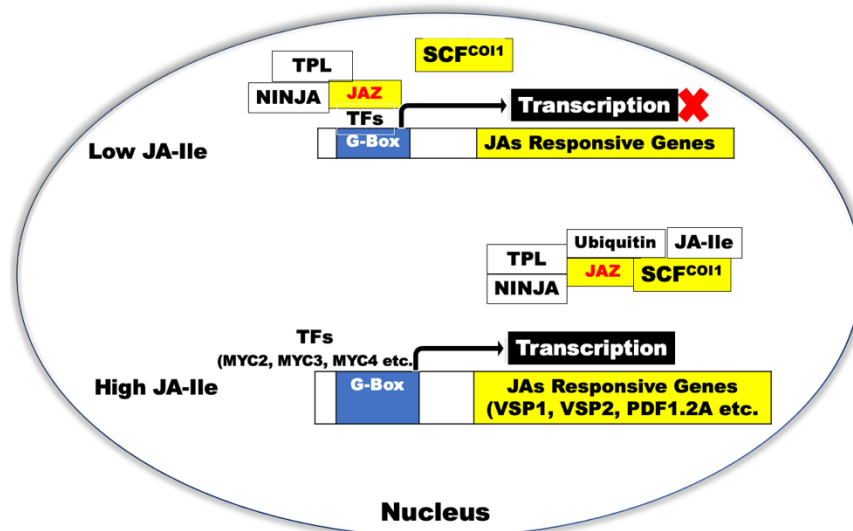 SCFCOI1
TPL
NINJA
JAZ
TFs
Transcription
G-Box
JAs Responsive Genes
Low JA-Ile
Ubiquitin
JA-Ile
TPL
JAZ
SCFCOI1
NINJA
TFs
(MYC2, MYC3, MYC4 etc.
Transcription
G-Box
JAs Responsive Genes
(VSP1, VSP2, PDF1.2A etc.
High JA-Ile
Nucleus